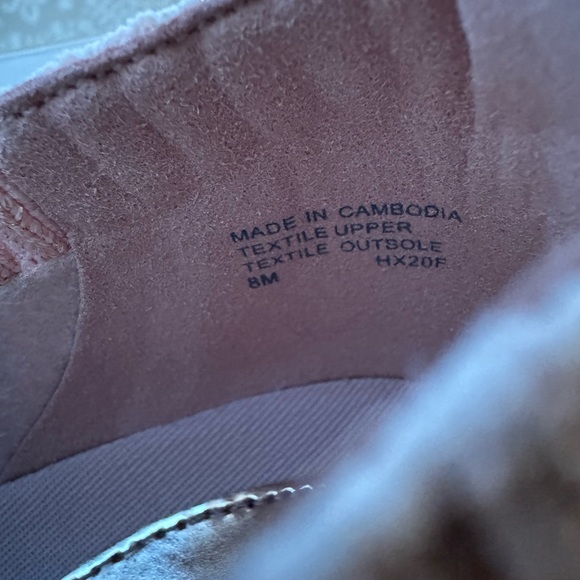 MADE IN CAMBODIA
TEXTILE UPPER
TEXTILE OUTSOLE
8M HX20F